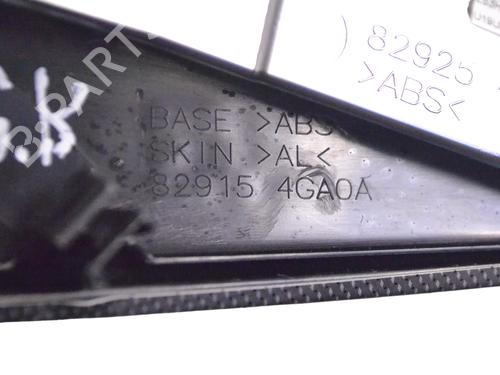 ) 82925
>ABS<
BASE >ABS<
SKIN >AL<
82915 4GA0A